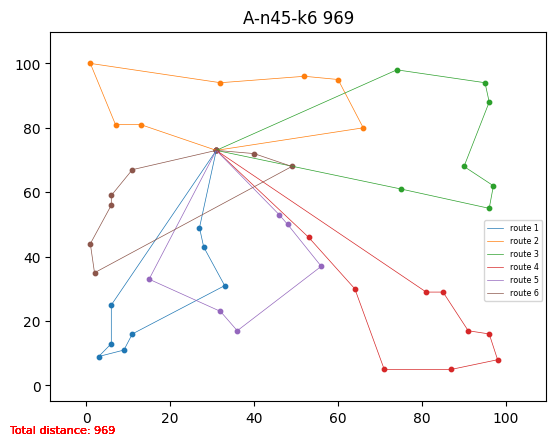 A-n45-k6 969
100
80
60
40
20
0
0 20 40 60 80 100
route 1
route 2
route 3
route 4
route 5
route 6
Total distance: 969